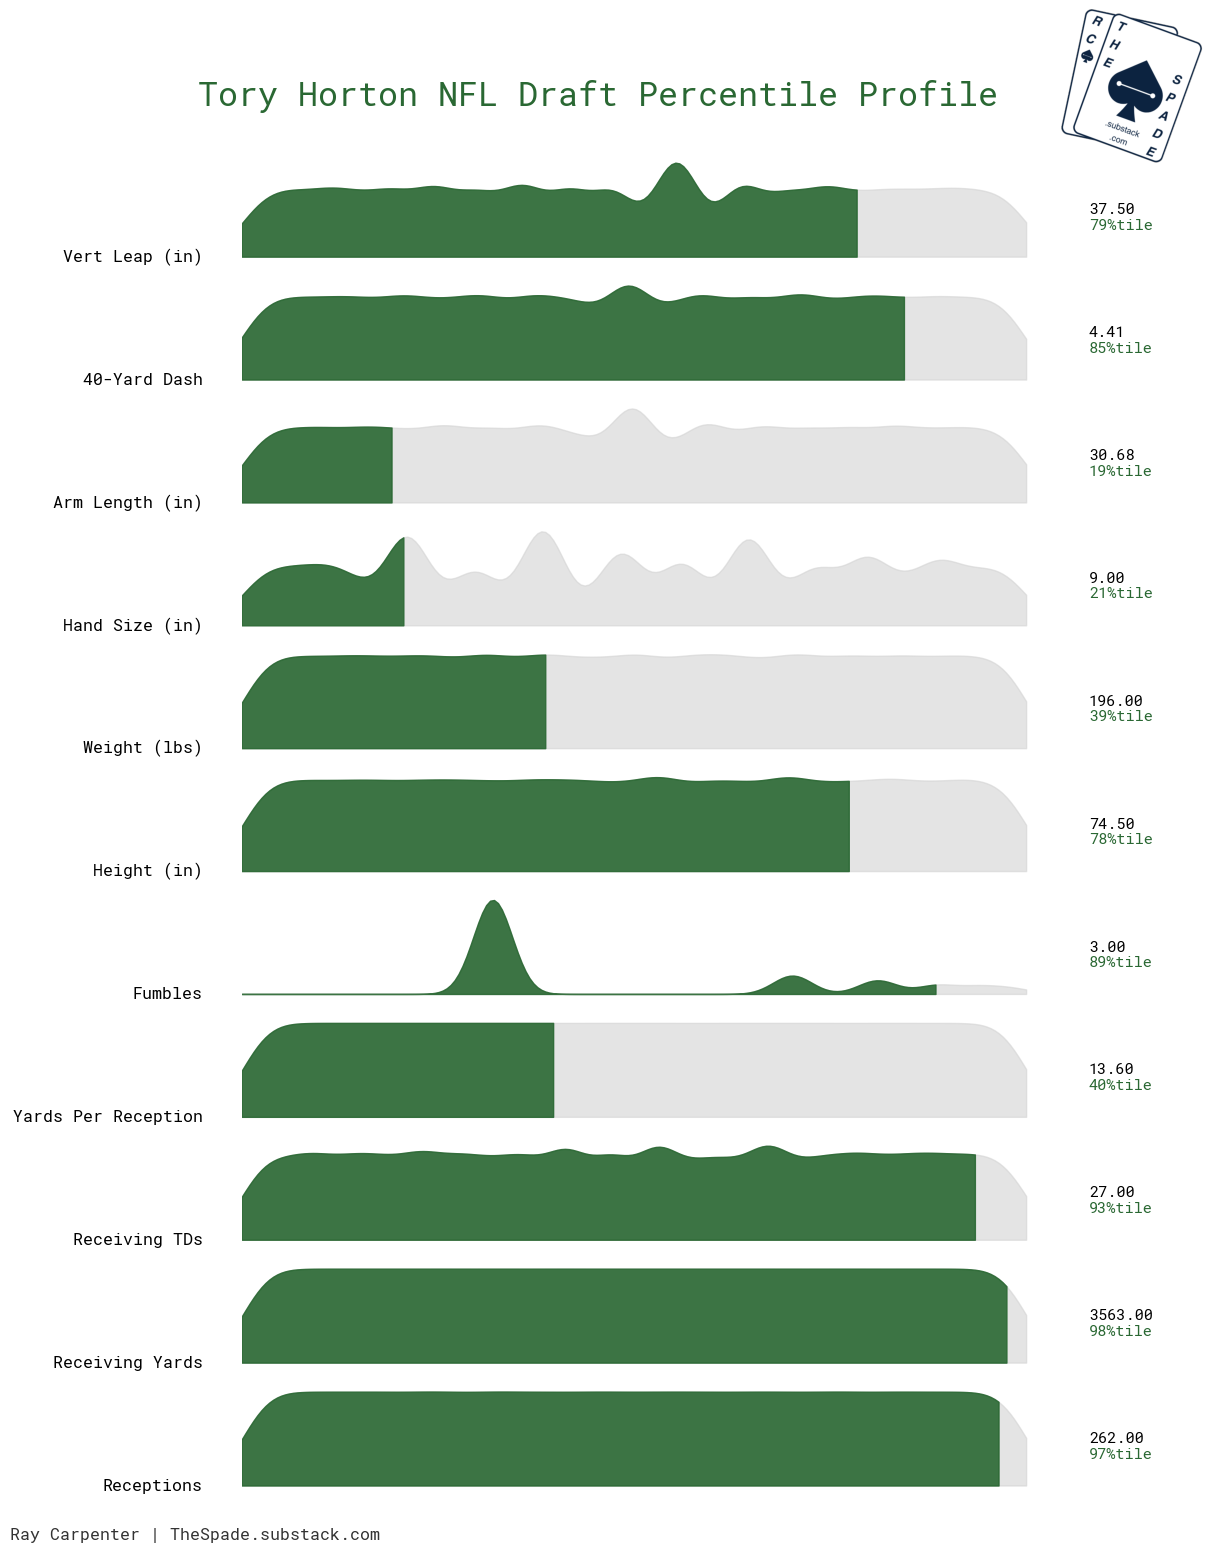 RC
THE
SPADE
.substack
.com
Tory Horton NFL Draft Percentile Profile
Vert Leap (in)
37.50
79%tile
40-Yard Dash
4.41
85%tile
Arm Length (in)
30.68
19%tile
Hand Size (in)
9.00
21%tile
Weight (lbs)
196.00
39%tile
Height (in)
74.50
78%tile
Fumbles
3.00
89%tile
Yards Per Reception
13.60
40%tile
Receiving TDs
27.00
93%tile
Receiving Yards
3563.00
98%tile
Receptions
262.00
97%tile
Ray Carpenter | TheSpade.substack.com